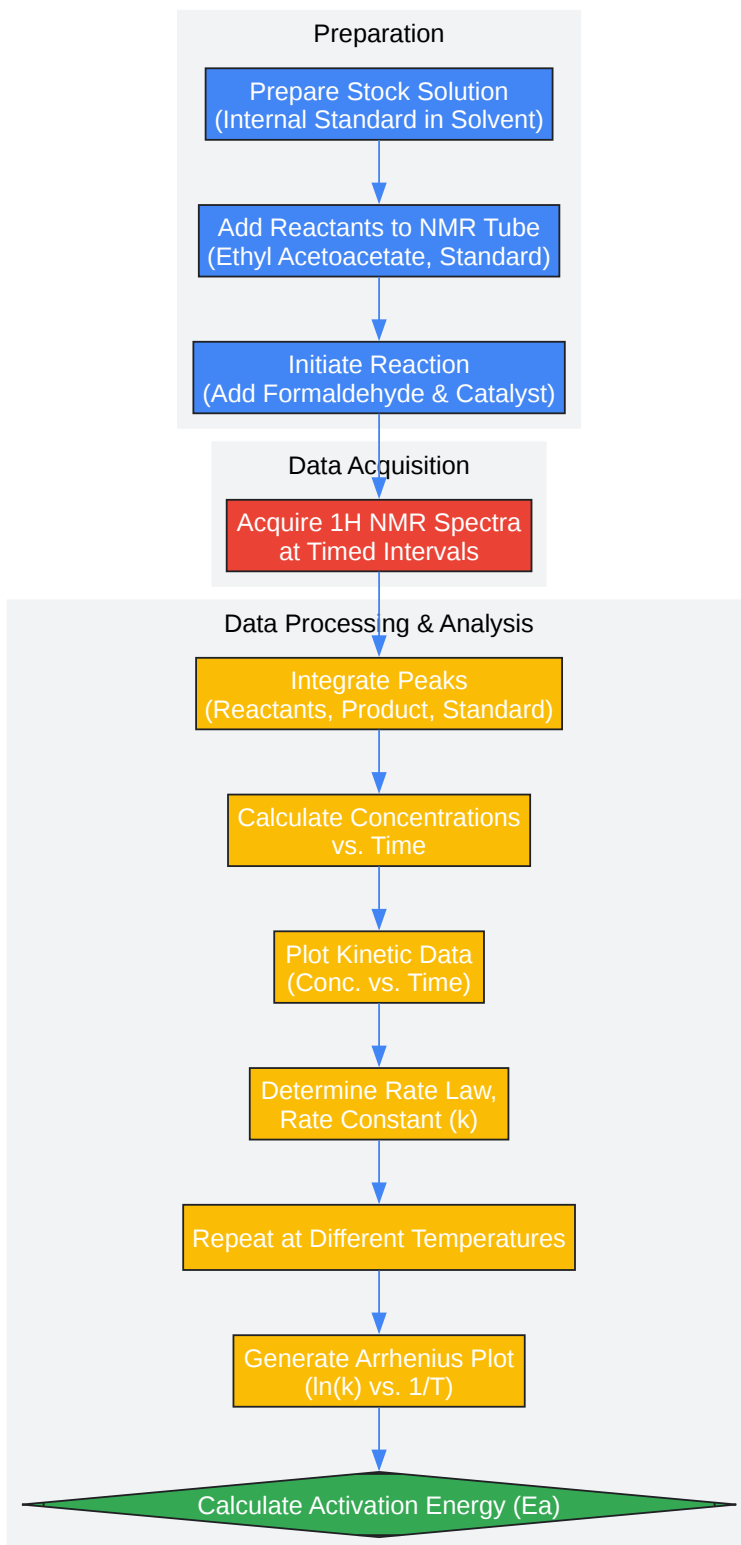 Preparation
Prepare Stock Solution
(Internal Standard in Solvent)
Add Reactants to NMR Tube
(Ethyl Acetoacetate, Standard)
Initiate Reaction
(Add Formaldehyde & Catalyst)
Data Acquisition
Acquire 1H NMR Spectra
at Timed Intervals
Data Processing & Analysis
Integrate Peaks
(Reactants, Product, Standard)
Calculate Concentrations
vs. Time
Plot Kinetic Data
(Conc. vs. Time)
Determine Rate Law,
Rate Constant (k)
Repeat at Different Temperatures
Generate Arrhenius Plot
(ln(k) vs. 1/T)
Calculate Activation Energy (Ea)